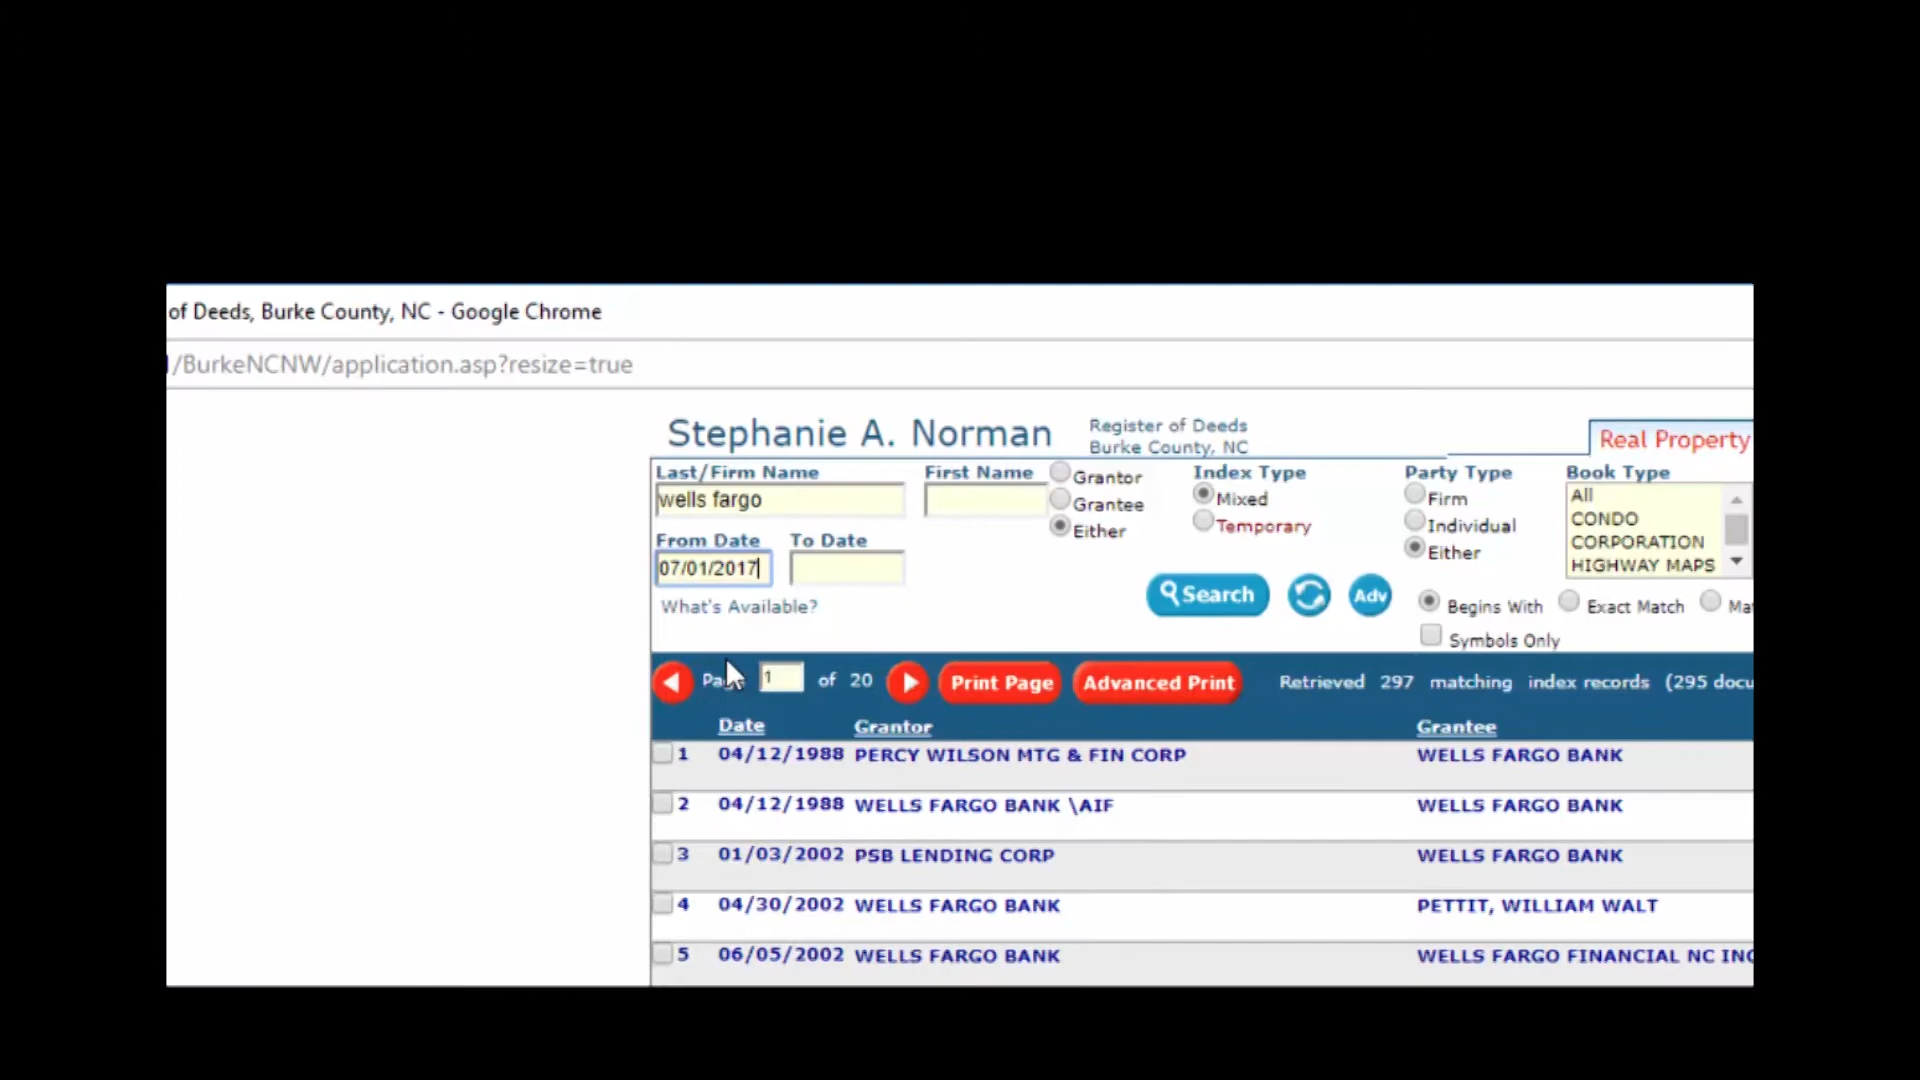 of Deeds, Burke County, NC - Google Chrome
/BurkeNCNW/application.asp?resize=true
Stephanie A. Norman
Register of Deeds
Burke County, NC
Real Property
Last/Firm Name First Name Grantor Index Type Party Type Book Type
wells fargo Grantee Mixed Firm All
Either Temporary Individual CONDO
From Date To Date Either CORPORATION
07/01/2017 HIGHWAY MAPS
What's Available? Search Adv Begins With Exact Match
Symbols Only
1 of 20 Print Page Advanced Print Retrieved 297 matching index records (295
Date Grantor Grantee
1 04/12/1988 PERCY WILSON MTG & FIN CORP WELLS FARGO BANK
2 04/12/1988 WELLS FARGO BANK \AIF WELLS FARGO BANK
3 01/03/2002 PSB LENDING CORP WELLS FARGO BANK
4 04/30/2002 WELLS FARGO BANK PETTIT, WILLIAM WALT
5 06/05/2002 WELLS FARGO BANK WELLS FARGO FINANCIAL NC INC